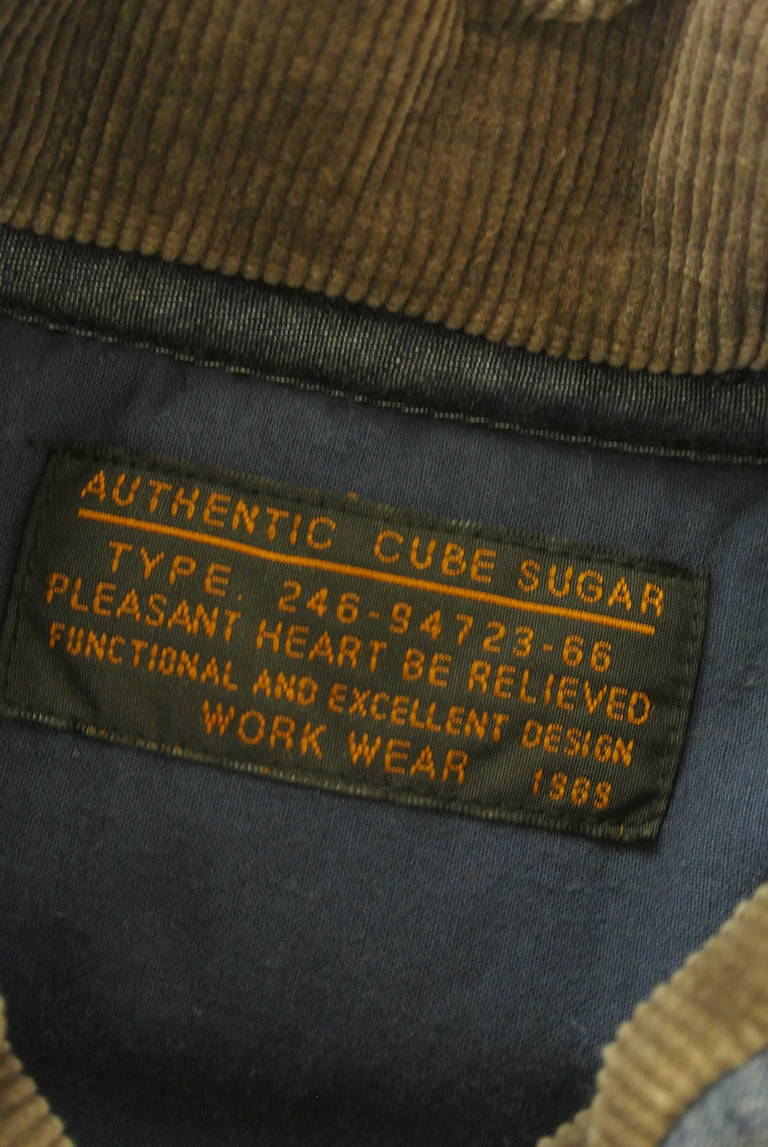 AUTHENTIC CUBE SUGAR
TYPE. 246-94723-66
PLEASANT HEART BE RELIEVED
FUNCTIONAL AND EXCELLENT DESIGN
WORK WEAR 1989